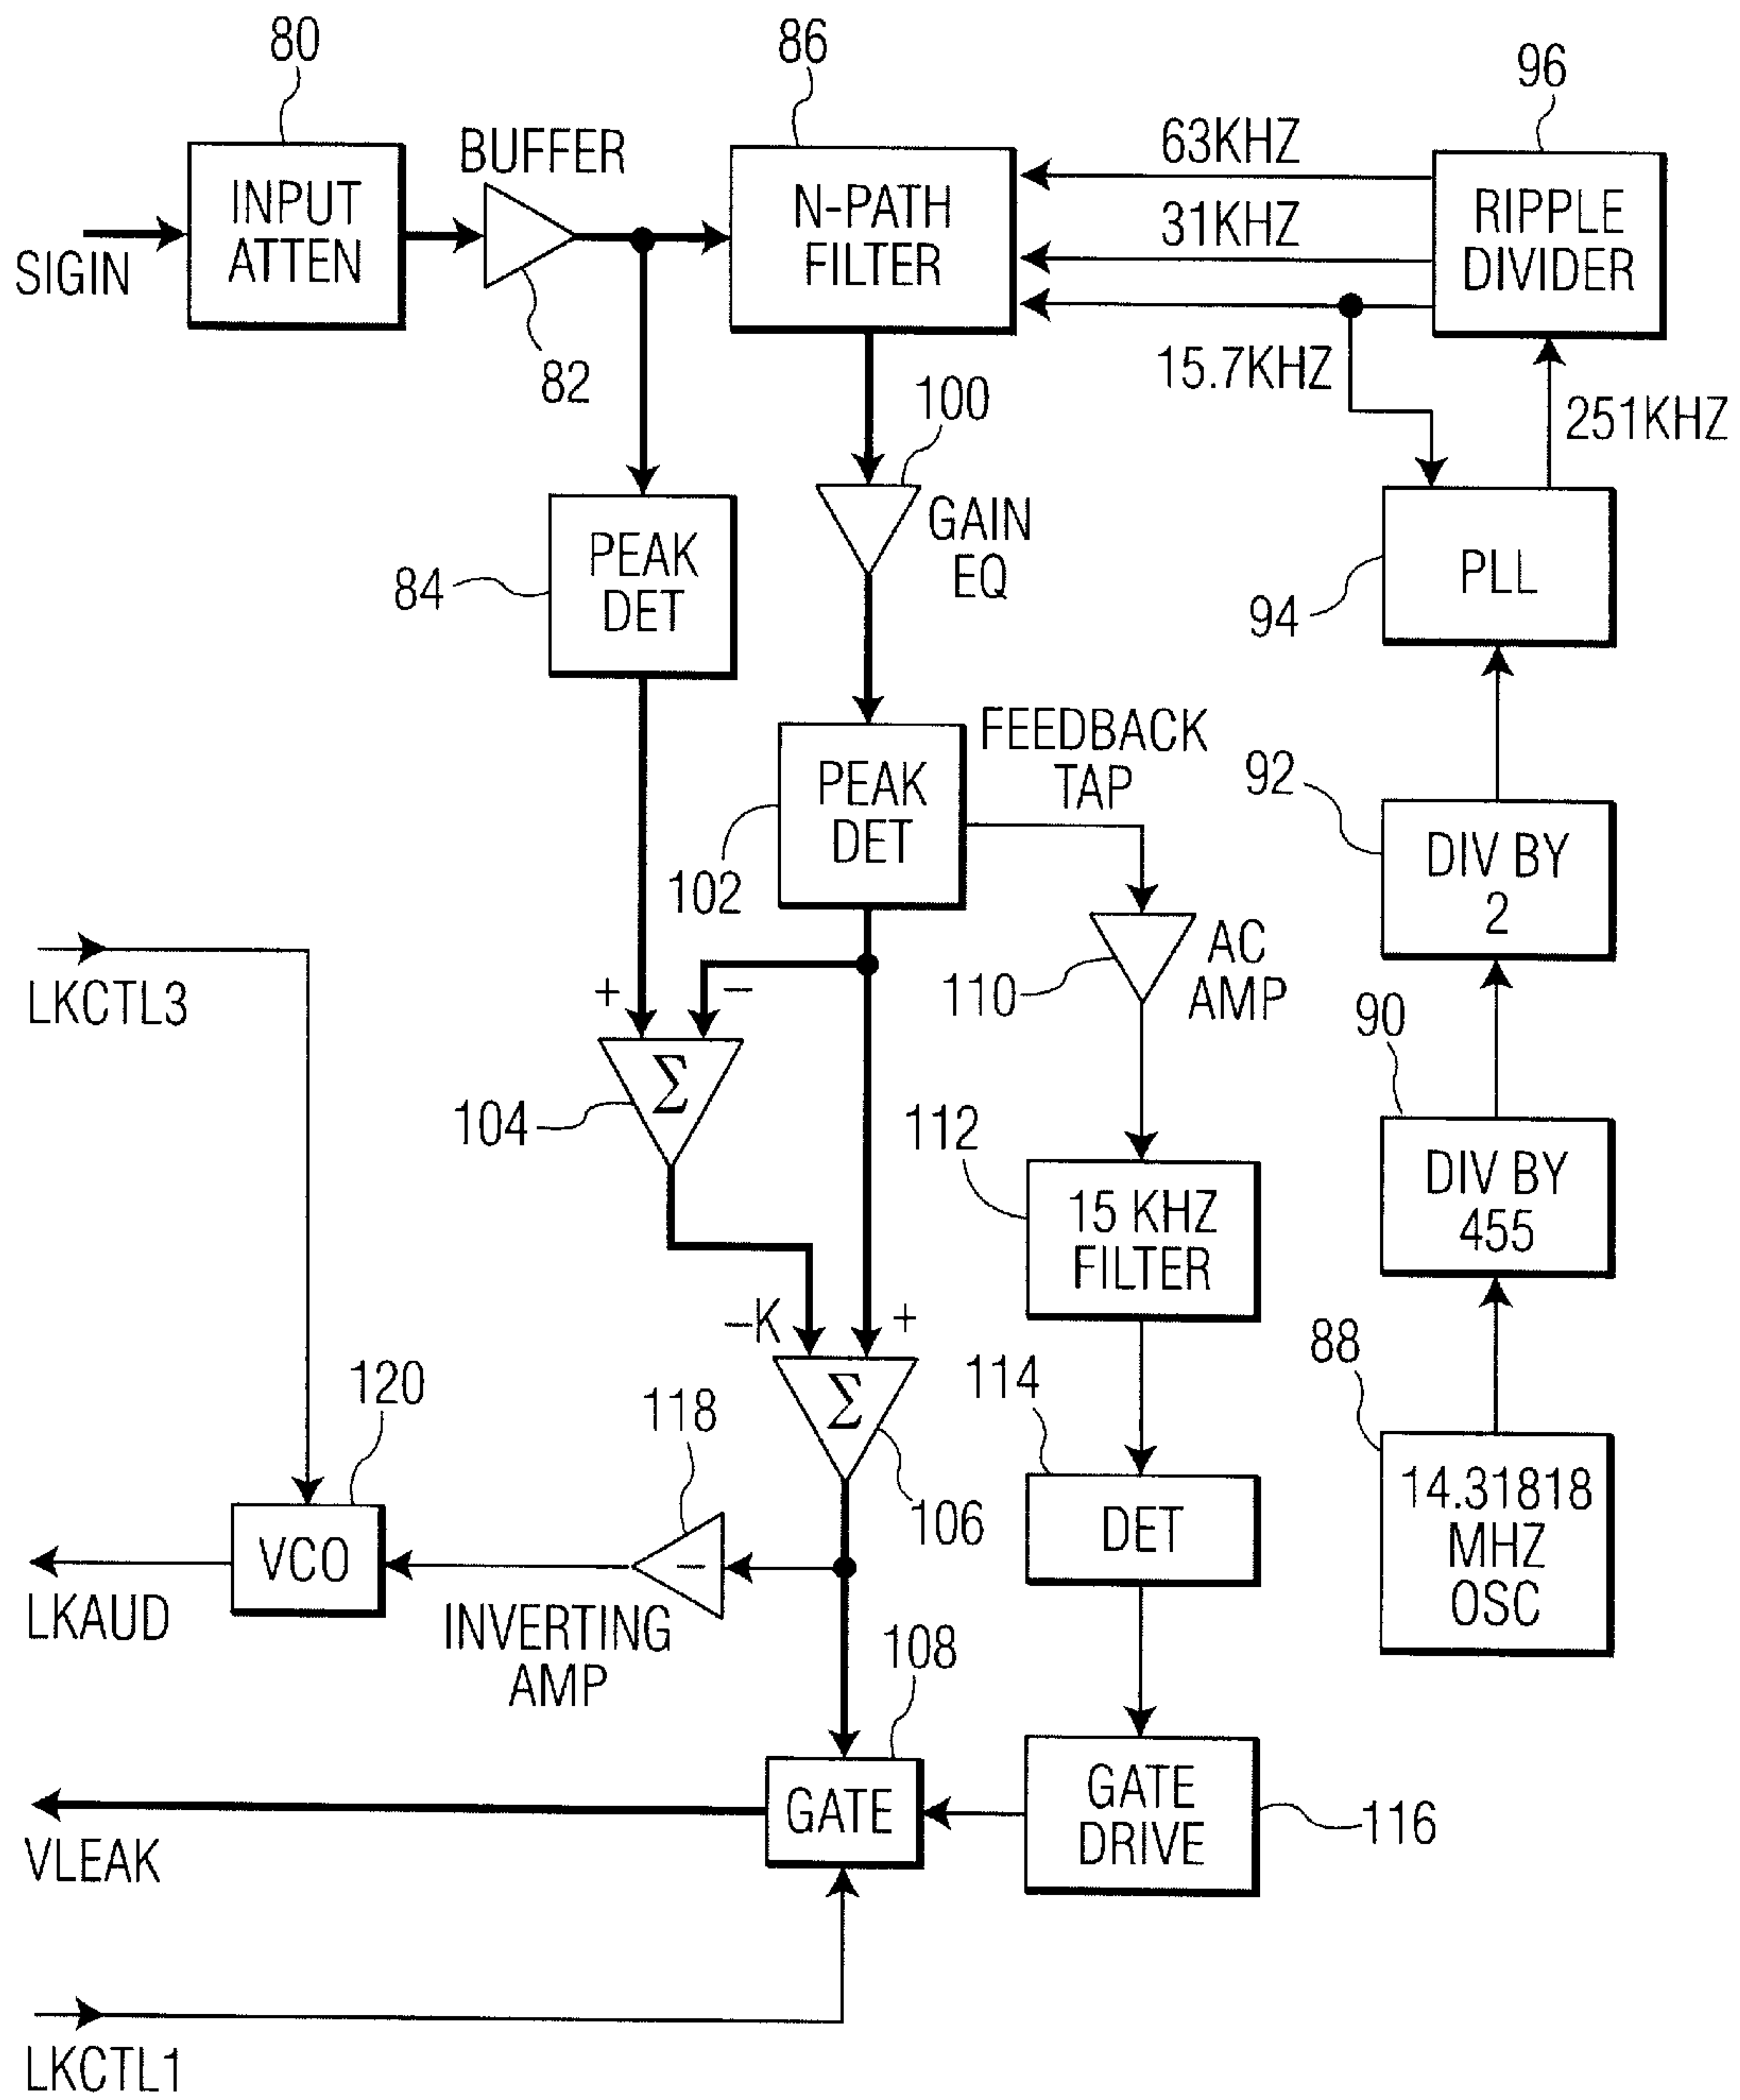 80
86
96
BUFFER
63KHZ
INPUT
ATTEN
N-PATH
FILTER
31KHZ
RIPPLE
DIVIDER
SIGIN
82
15.7KHZ
251KHZ
100
GAIN
EQ
PEAK
DET
84
PLL
94
FEEDBACK
TAP
PEAK
DET
102
92
DIV BY
2
AC
AMP
110
LKCTL3
+
−
Σ
104
90
112
DIV BY
455
15 KHZ
FILTER
−K
+
88
120
118
Σ
114
106
14.31818
MHZ
OSC
DET
VCO
−
LKAUD
INVERTING
AMP
108
GATE
GATE
DRIVE
116
VLEAK
LKCTL1